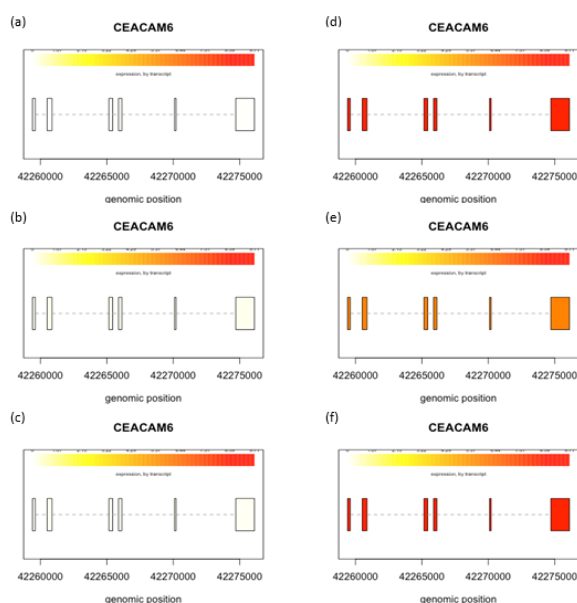 (a)
CEACAM6
expression, by transcript
42260000 42265000 42270000 42275000
genomic position
(d)
CEACAM6
expression, by transcript
42260000 42265000 42270000 42275000
genomic position
(b)
CEACAM6
expression, by transcript
42260000 42265000 42270000 42275000
genomic position
(e)
CEACAM6
expression, by transcript
42260000 42265000 42270000 42275000
genomic position
(c)
CEACAM6
expression, by transcript
42260000 42265000 42270000 42275000
genomic position
(f)
CEACAM6
expression, by transcript
42260000 42265000 42270000 42275000
genomic position